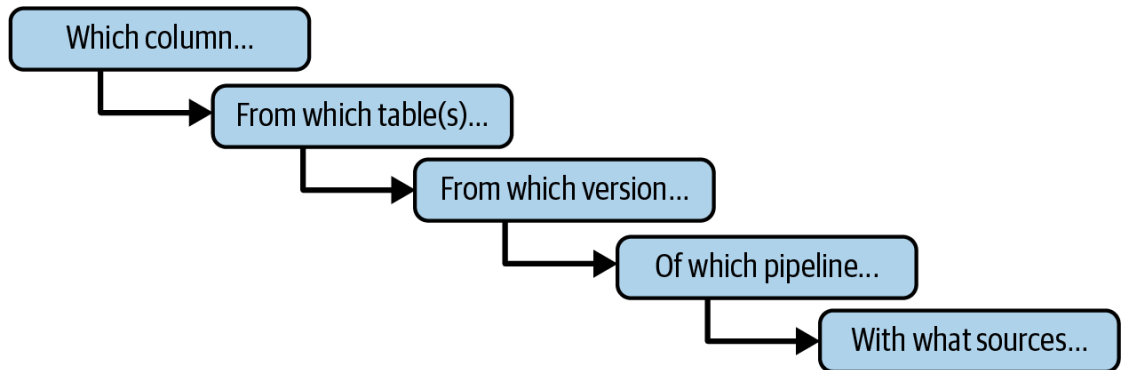 Which column...
From which table(s)...
From which version...
Of which pipeline...
With what sources...